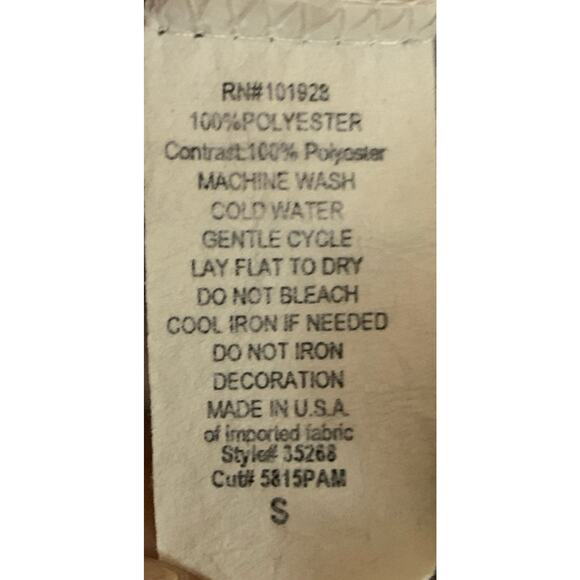 RN#101928
100%POLYESTER
Contrast:100% Polyester
MACHINE WASH
COLD WATER
GENTLE CYCLE
LAY FLAT TO DRY
DO NOT BLEACH
COOL IRON IF NEEDED
DO NOT IRON
DECORATION
MADE IN U.S.A.
of imported fabric
Style# 35268
Cut# 5815PAM
S